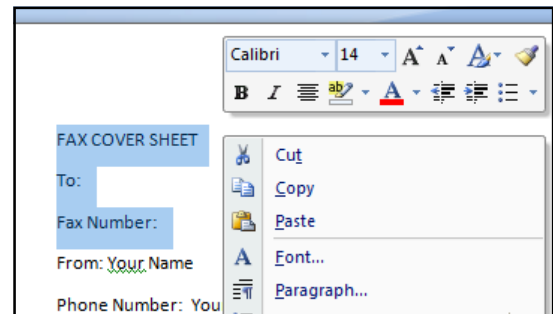 Calibri 14 A A A
B I ab A
FAX COVER SHEET
To:
Fax Number:
From: Your Name
Phone Number: You
Cut
Copy
Paste
A Font...
Paragraph...